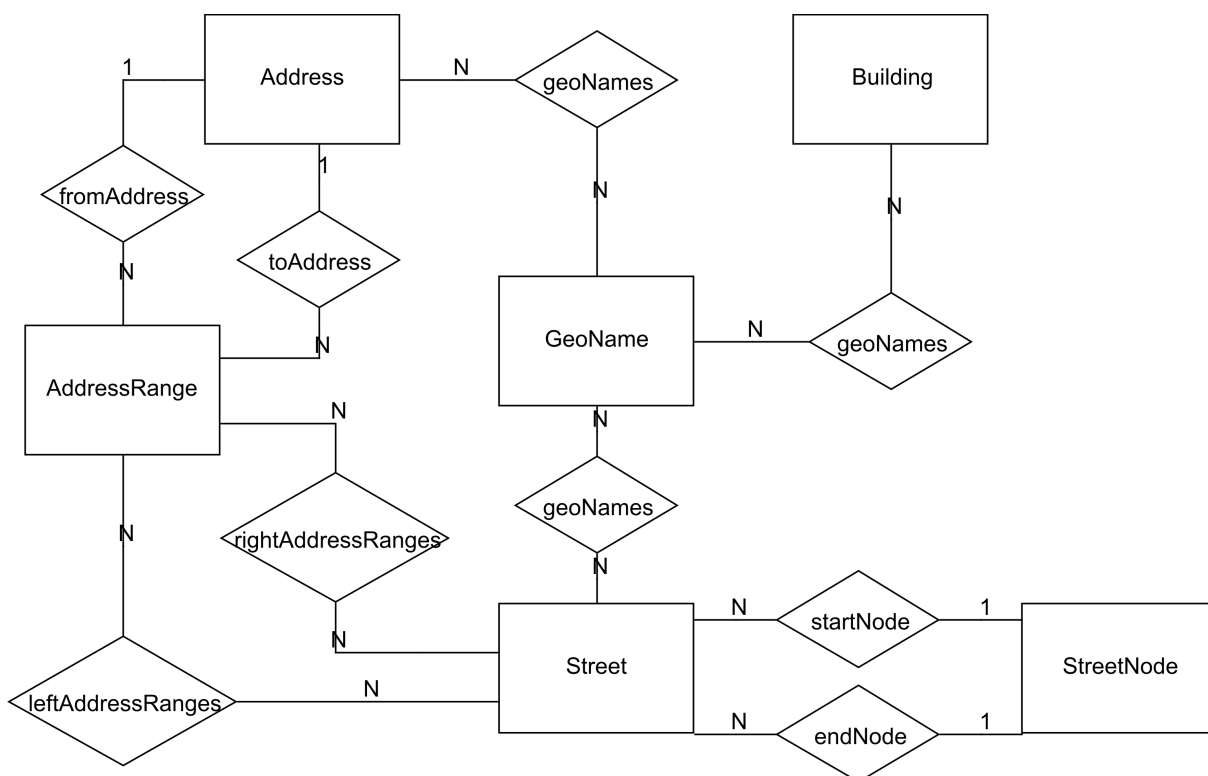 1
Address
N
geoNames
Building
1
fromAddress
N
N
N
toAddress
N
N
GeoName
N
geoNames
AddressRange
N
N
geoNames
N
rightAddressRanges
N
N
N
startNode
1
Street
StreetNode
leftAddressRanges
N
N
endNode
1